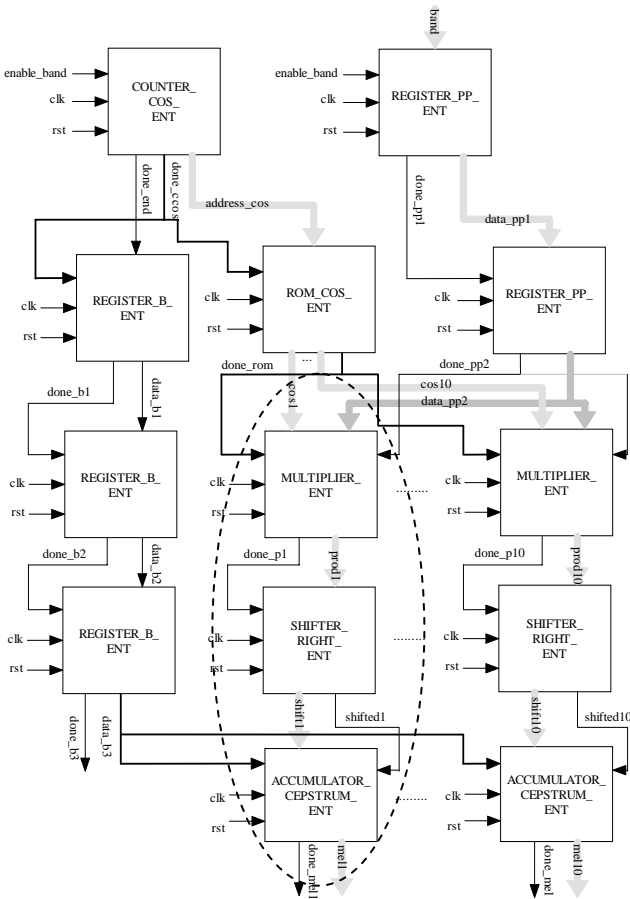 band
enable_band
clk
rst
COUNTER_
COS_
ENT
enable_band
clk
rst
REGISTER_PP_
ENT
done_end
done_ccos
address_cos
done_pp1
data_pp1
clk
rst
REGISTER_B_
ENT
clk
rst
ROM_COS_
ENT
clk
rst
REGISTER_PP_
ENT
...
done_rom
done_pp2
cos1
cos10
data_pp2
done_b1
data_b1
clk
rst
REGISTER_B_
ENT
clk
rst
MULTIPLIER_
ENT
.........
clk
rst
MULTIPLIER_
ENT
done_b2
data_b2
done_p1
prod1
done_p10
prod10
clk
rst
REGISTER_B_
ENT
clk
rst
SHIFTER_
RIGHT_
ENT
........
clk
rst
SHIFTER_
RIGHT_
ENT
done_b3
data_b3
shift1
shifted1
shift10
shifted10
clk
rst
ACCUMULATOR_
CEPSTRUM_
ENT
.........
clk
rst
ACCUMULATOR_
CEPSTRUM_
ENT
done_mel1
mel1
done_mel
mel10